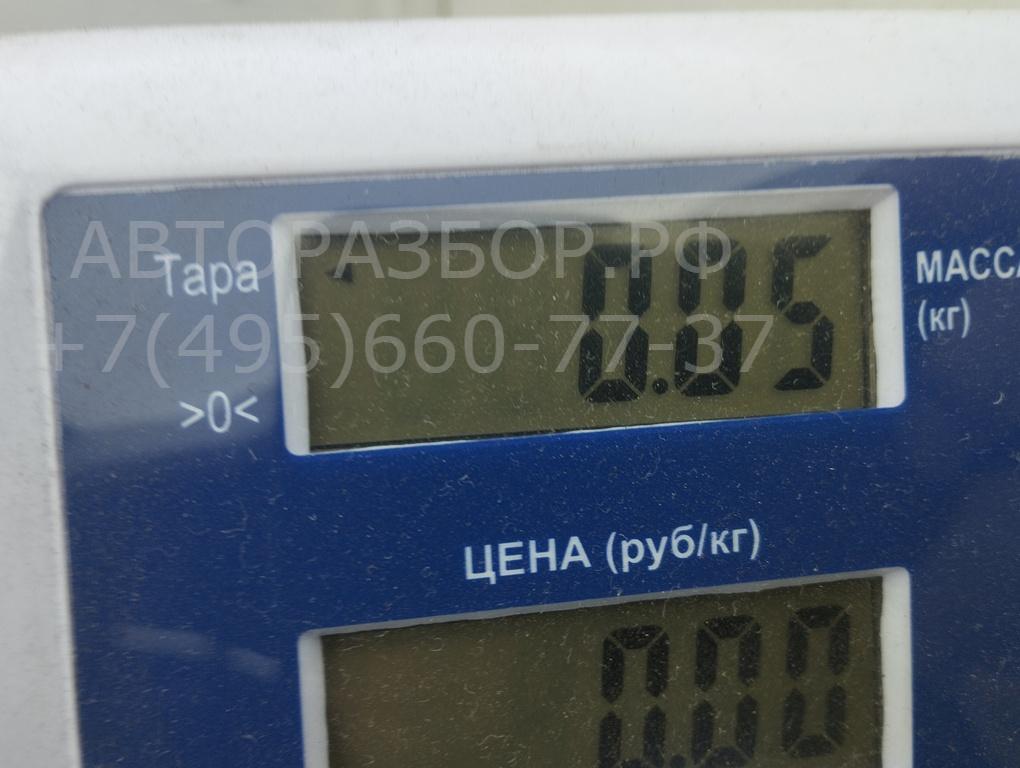 АВТОРАЗБОР.РФ
Тара
0.05
МАССА
(кг)
+7(495)660-77-37
>0<
ЦЕНА (руб/кг)
0.00